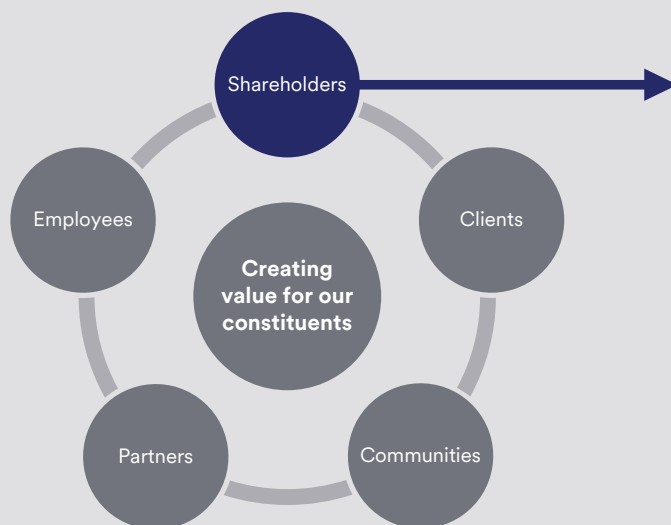 Shareholders
Employees
Clients
Creating
value for our
constituents
Partners
Communities